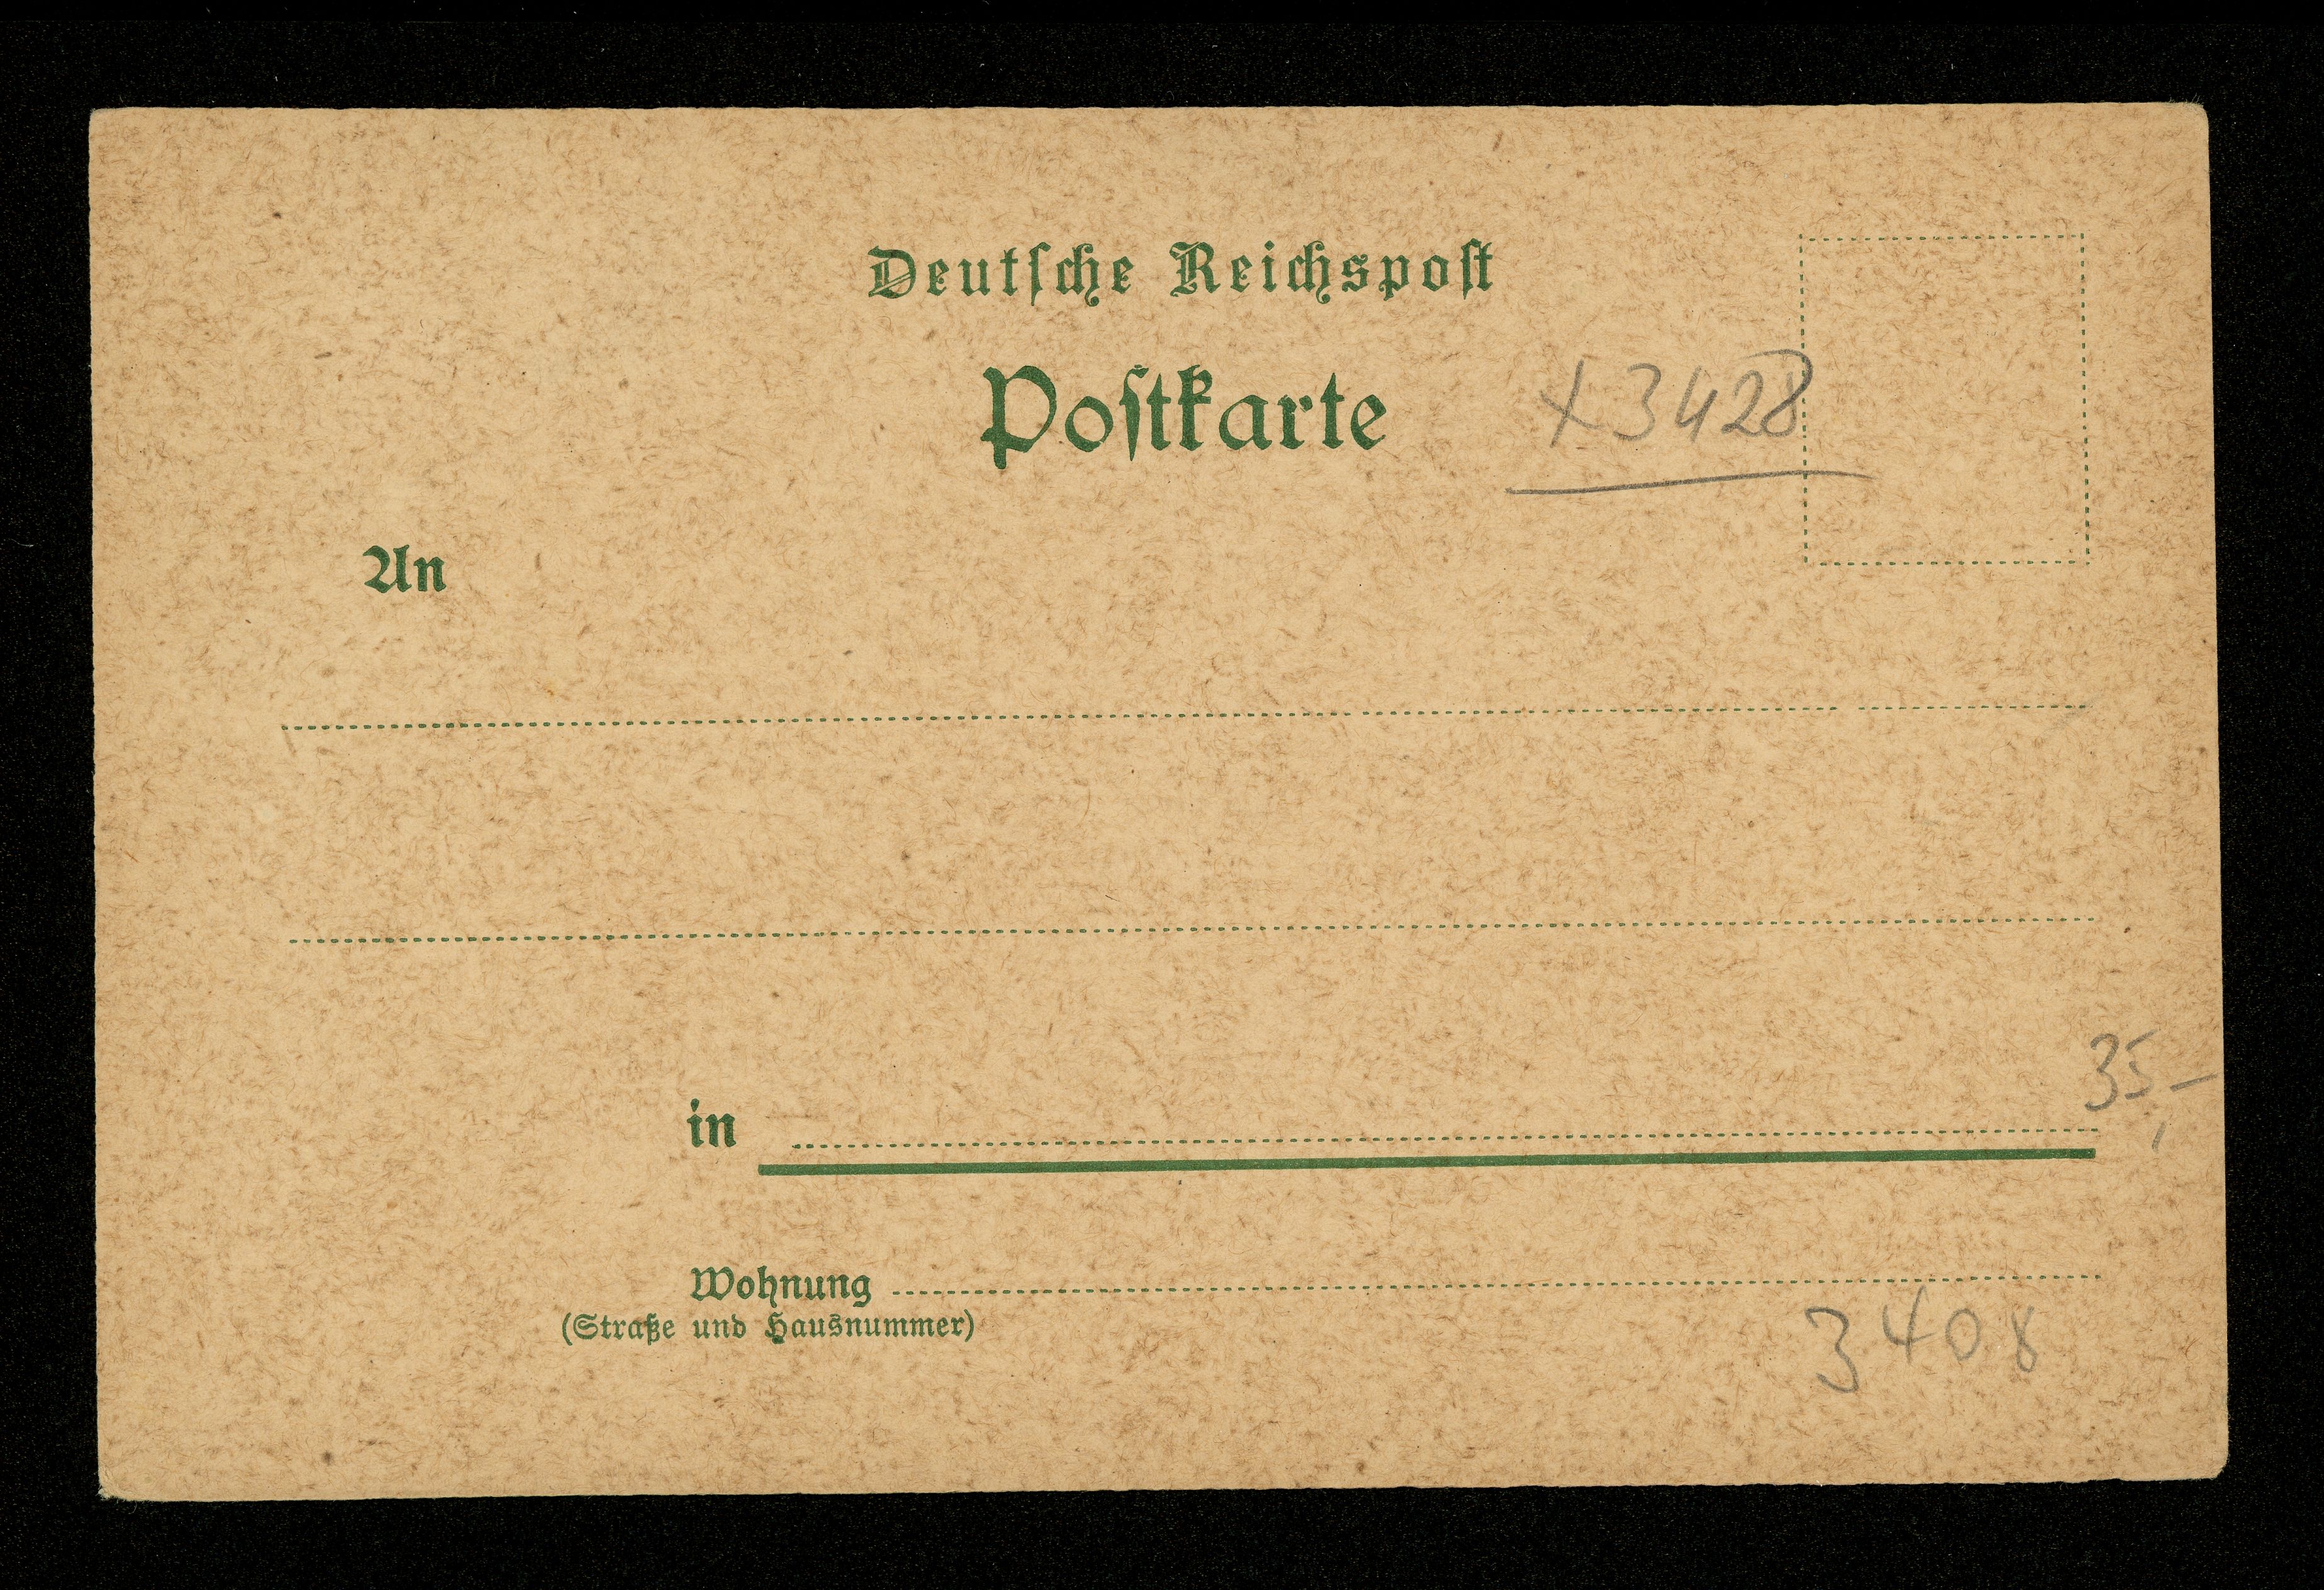 Deutſche Reichspoſt
Poſtkarte
x3428
An
35,-
in
Wohnung
(Straße und Hausnummer)
3408